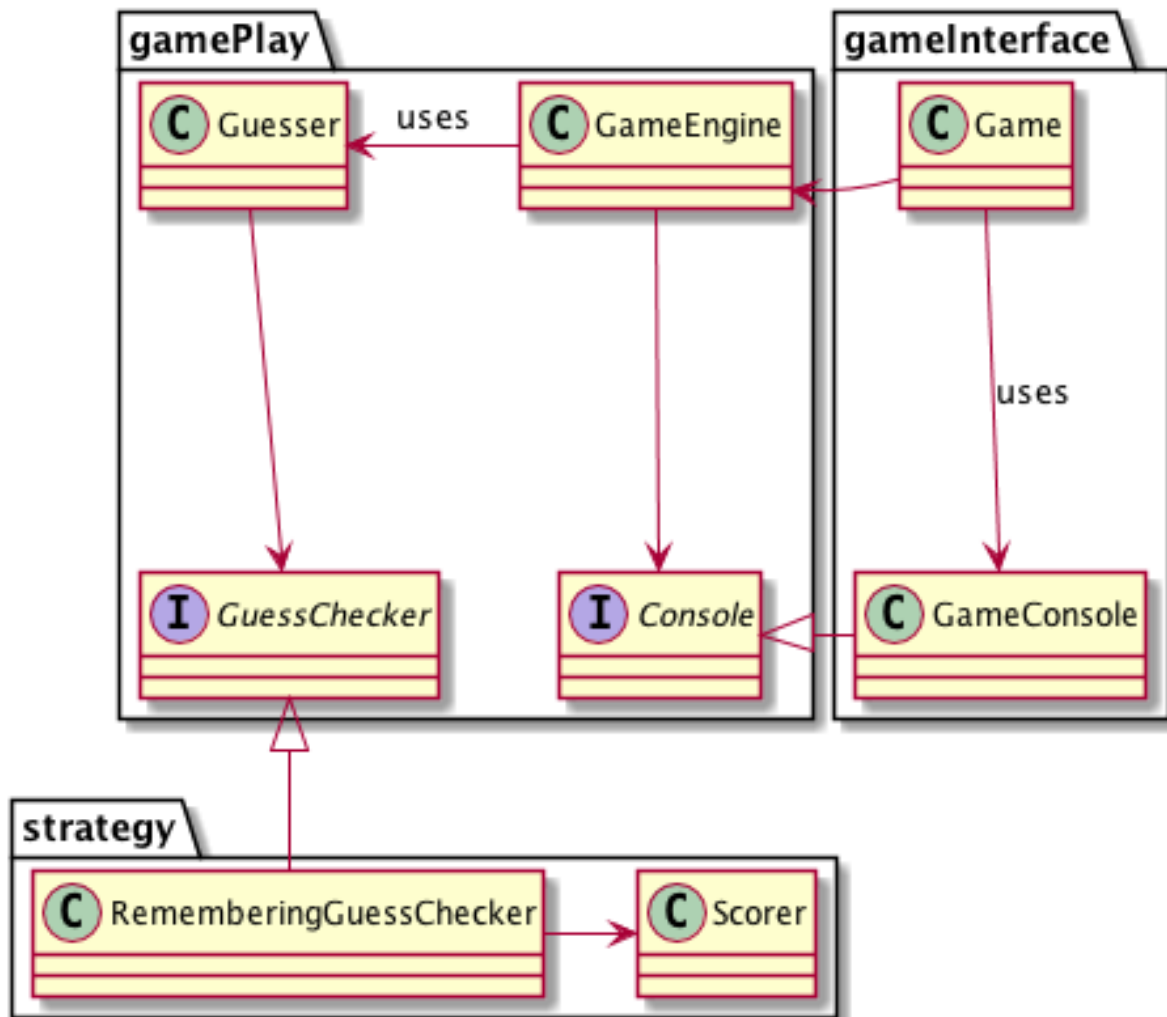 gamePlay
gameInterface
C Guesser
uses
C GameEngine
C Game
uses
I GuessChecker
I Console
C GameConsole
strategy
C RememberingGuessChecker
C Scorer